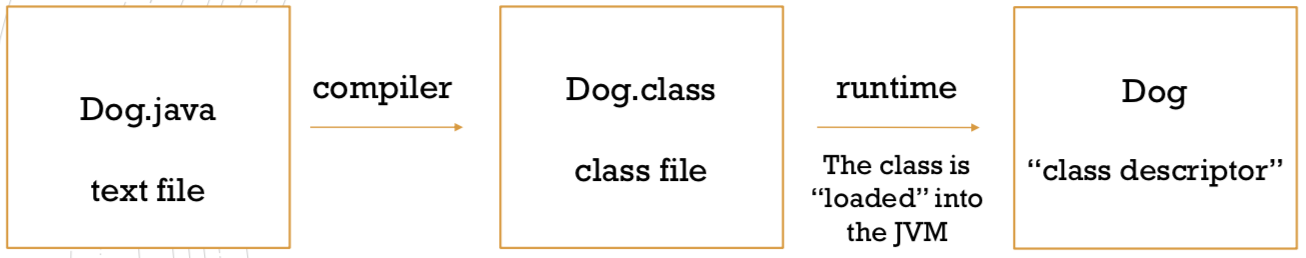 Dog.java
text file
compiler
Dog.class
class file
runtime
The class is
“loaded” into
the JVM
Dog
“class descriptor”